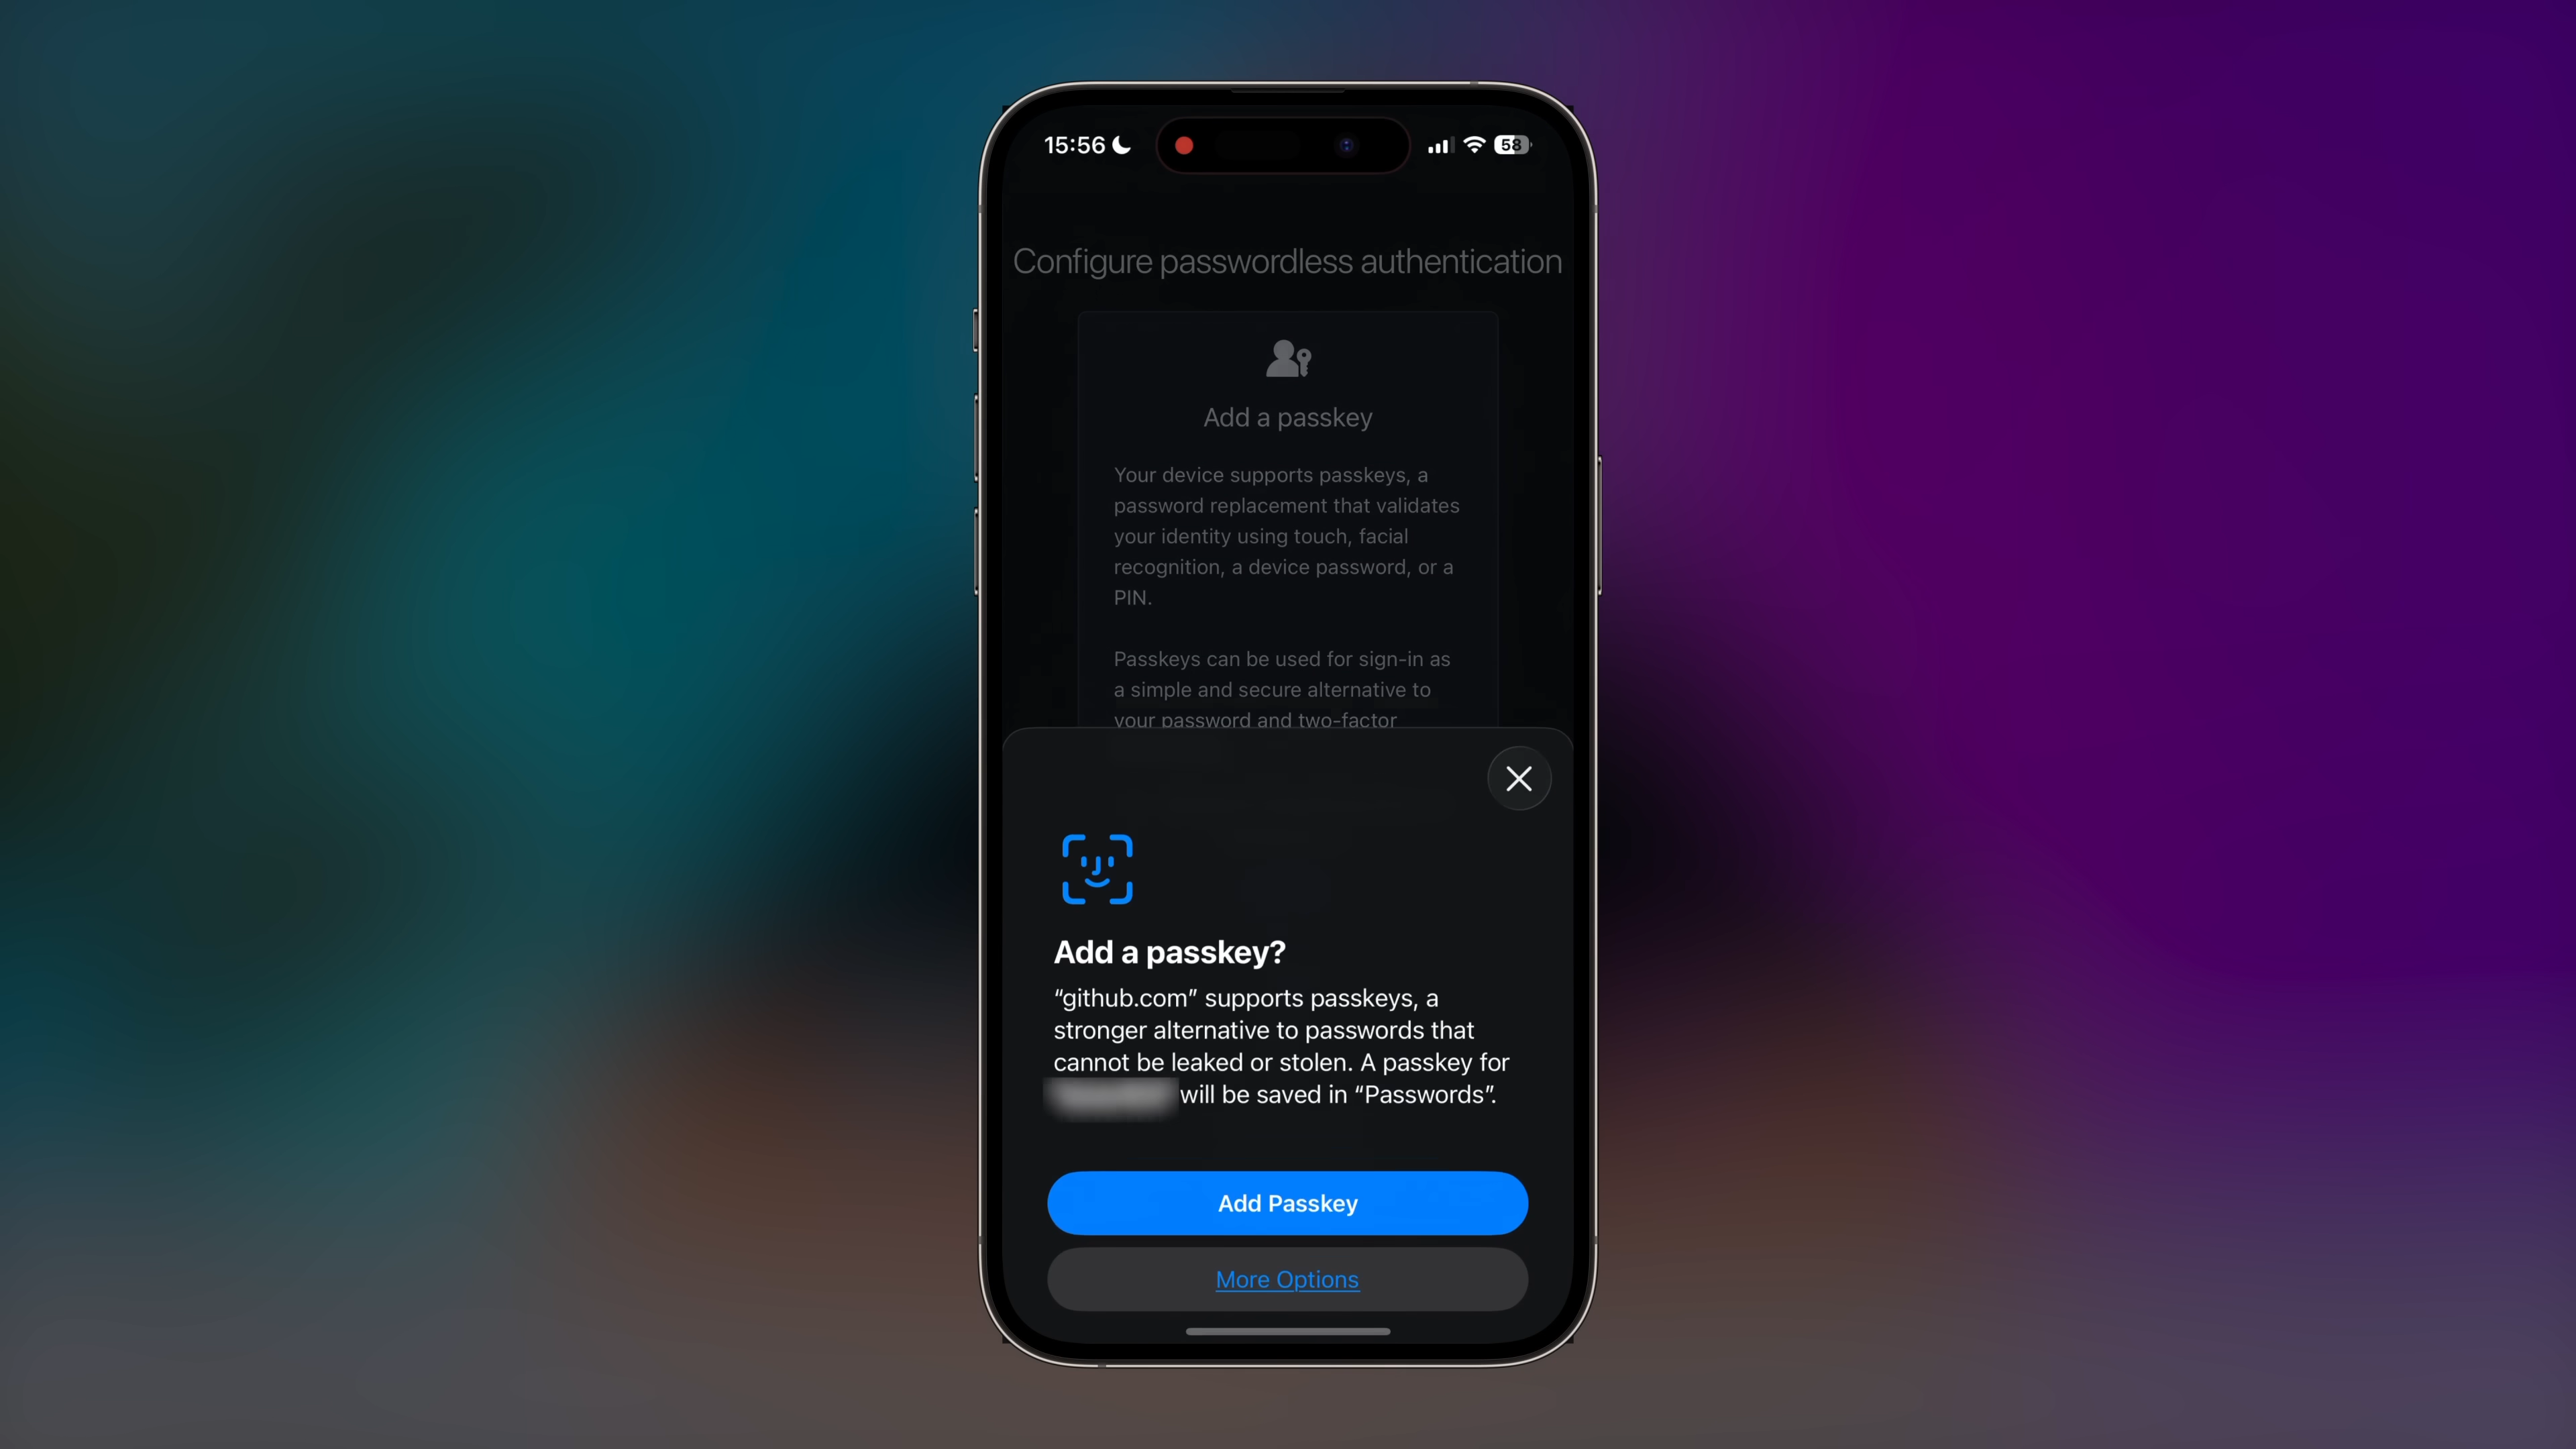 15:56
58
Configure passwordless authentication
Add a passkey
Your device supports passkeys, a
password replacement that validates
your identity using touch, facial
recognition, a device password, or a
PIN.
Passkeys can be used for sign-in as
a simple and secure alternative to
your password and two-factor
Add a passkey?
“github.com” supports passkeys, a
stronger alternative to passwords that
cannot be leaked or stolen. A passkey for
will be saved in “Passwords”.
Add Passkey
More Options